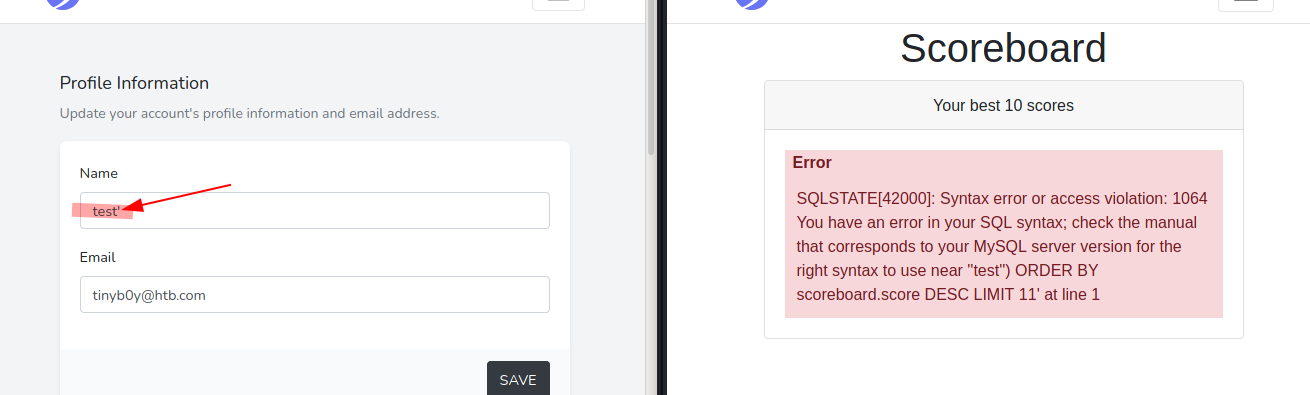 Profile Information
Update your account's profile information and email address.
Name
test'
Email
tinyb0y@htb.com
SAVE
Scoreboard
Your best 10 scores
Error
SQLSTATE[42000]: Syntax error or access violation: 1064
You have an error in your SQL syntax; check the manual
that corresponds to your MySQL server version for the
right syntax to use near ''test'') ORDER BY
scoreboard.score DESC LIMIT 11' at line 1